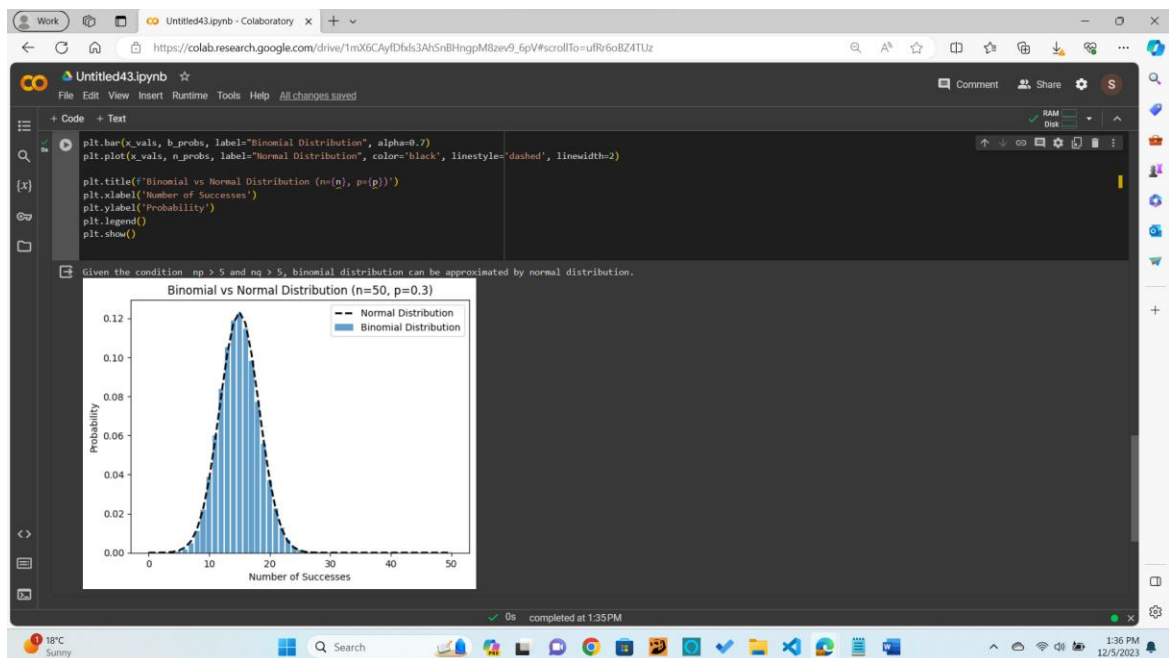 Work
Untitled43.ipynb - Colaboratory
https://colab.research.google.com/drive/1mX6CAyfDfxls3AhSnBHngpM8zev9_6pV#scrollTo=ufRr6oBZ4TUz
CO
Untitled43.ipynb
Comment
Share
S
File Edit View Insert Runtime Tools Help All changes saved
+ Code + Text
RAM
Disk
0s
plt.bar(x_vals, b_probs, label="Binomial Distribution", alpha=0.7)
plt.plot(x_vals, n_probs, label="Normal Distribution", color='black', linestyle='dashed', linewidth=2)
{x}
plt.title(f'Binomial vs Normal Distribution (n={n}, p={p})')
plt.xlabel('Number of Successes')
plt.ylabel('Probability')
plt.legend()
plt.show()
Given the condition np > 5 and nq > 5, binomial distribution can be approximated by normal distribution.
Binomial vs Normal Distribution (n=50, p=0.3)
Normal Distribution
Binomial Distribution
0.12
0.10
0.08
0.06
0.04
0.02
0.00
Probability
0 10 20 30 40 50
Number of Successes
0s completed at 1:35 PM
1
18°C
Sunny
Search
1:36 PM
12/5/2023